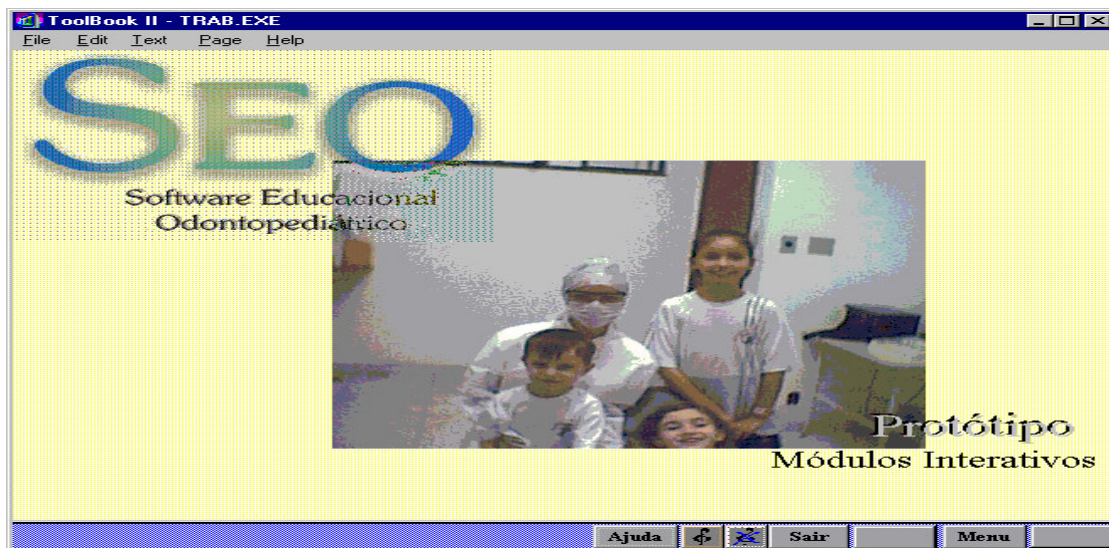 ToolBook II - TRAB.EXE
File Edit Text Page Help
SEO
Software Educacional
Odontopediátrico
Protótipo
Módulos Interativos
Ajuda Sair Menu